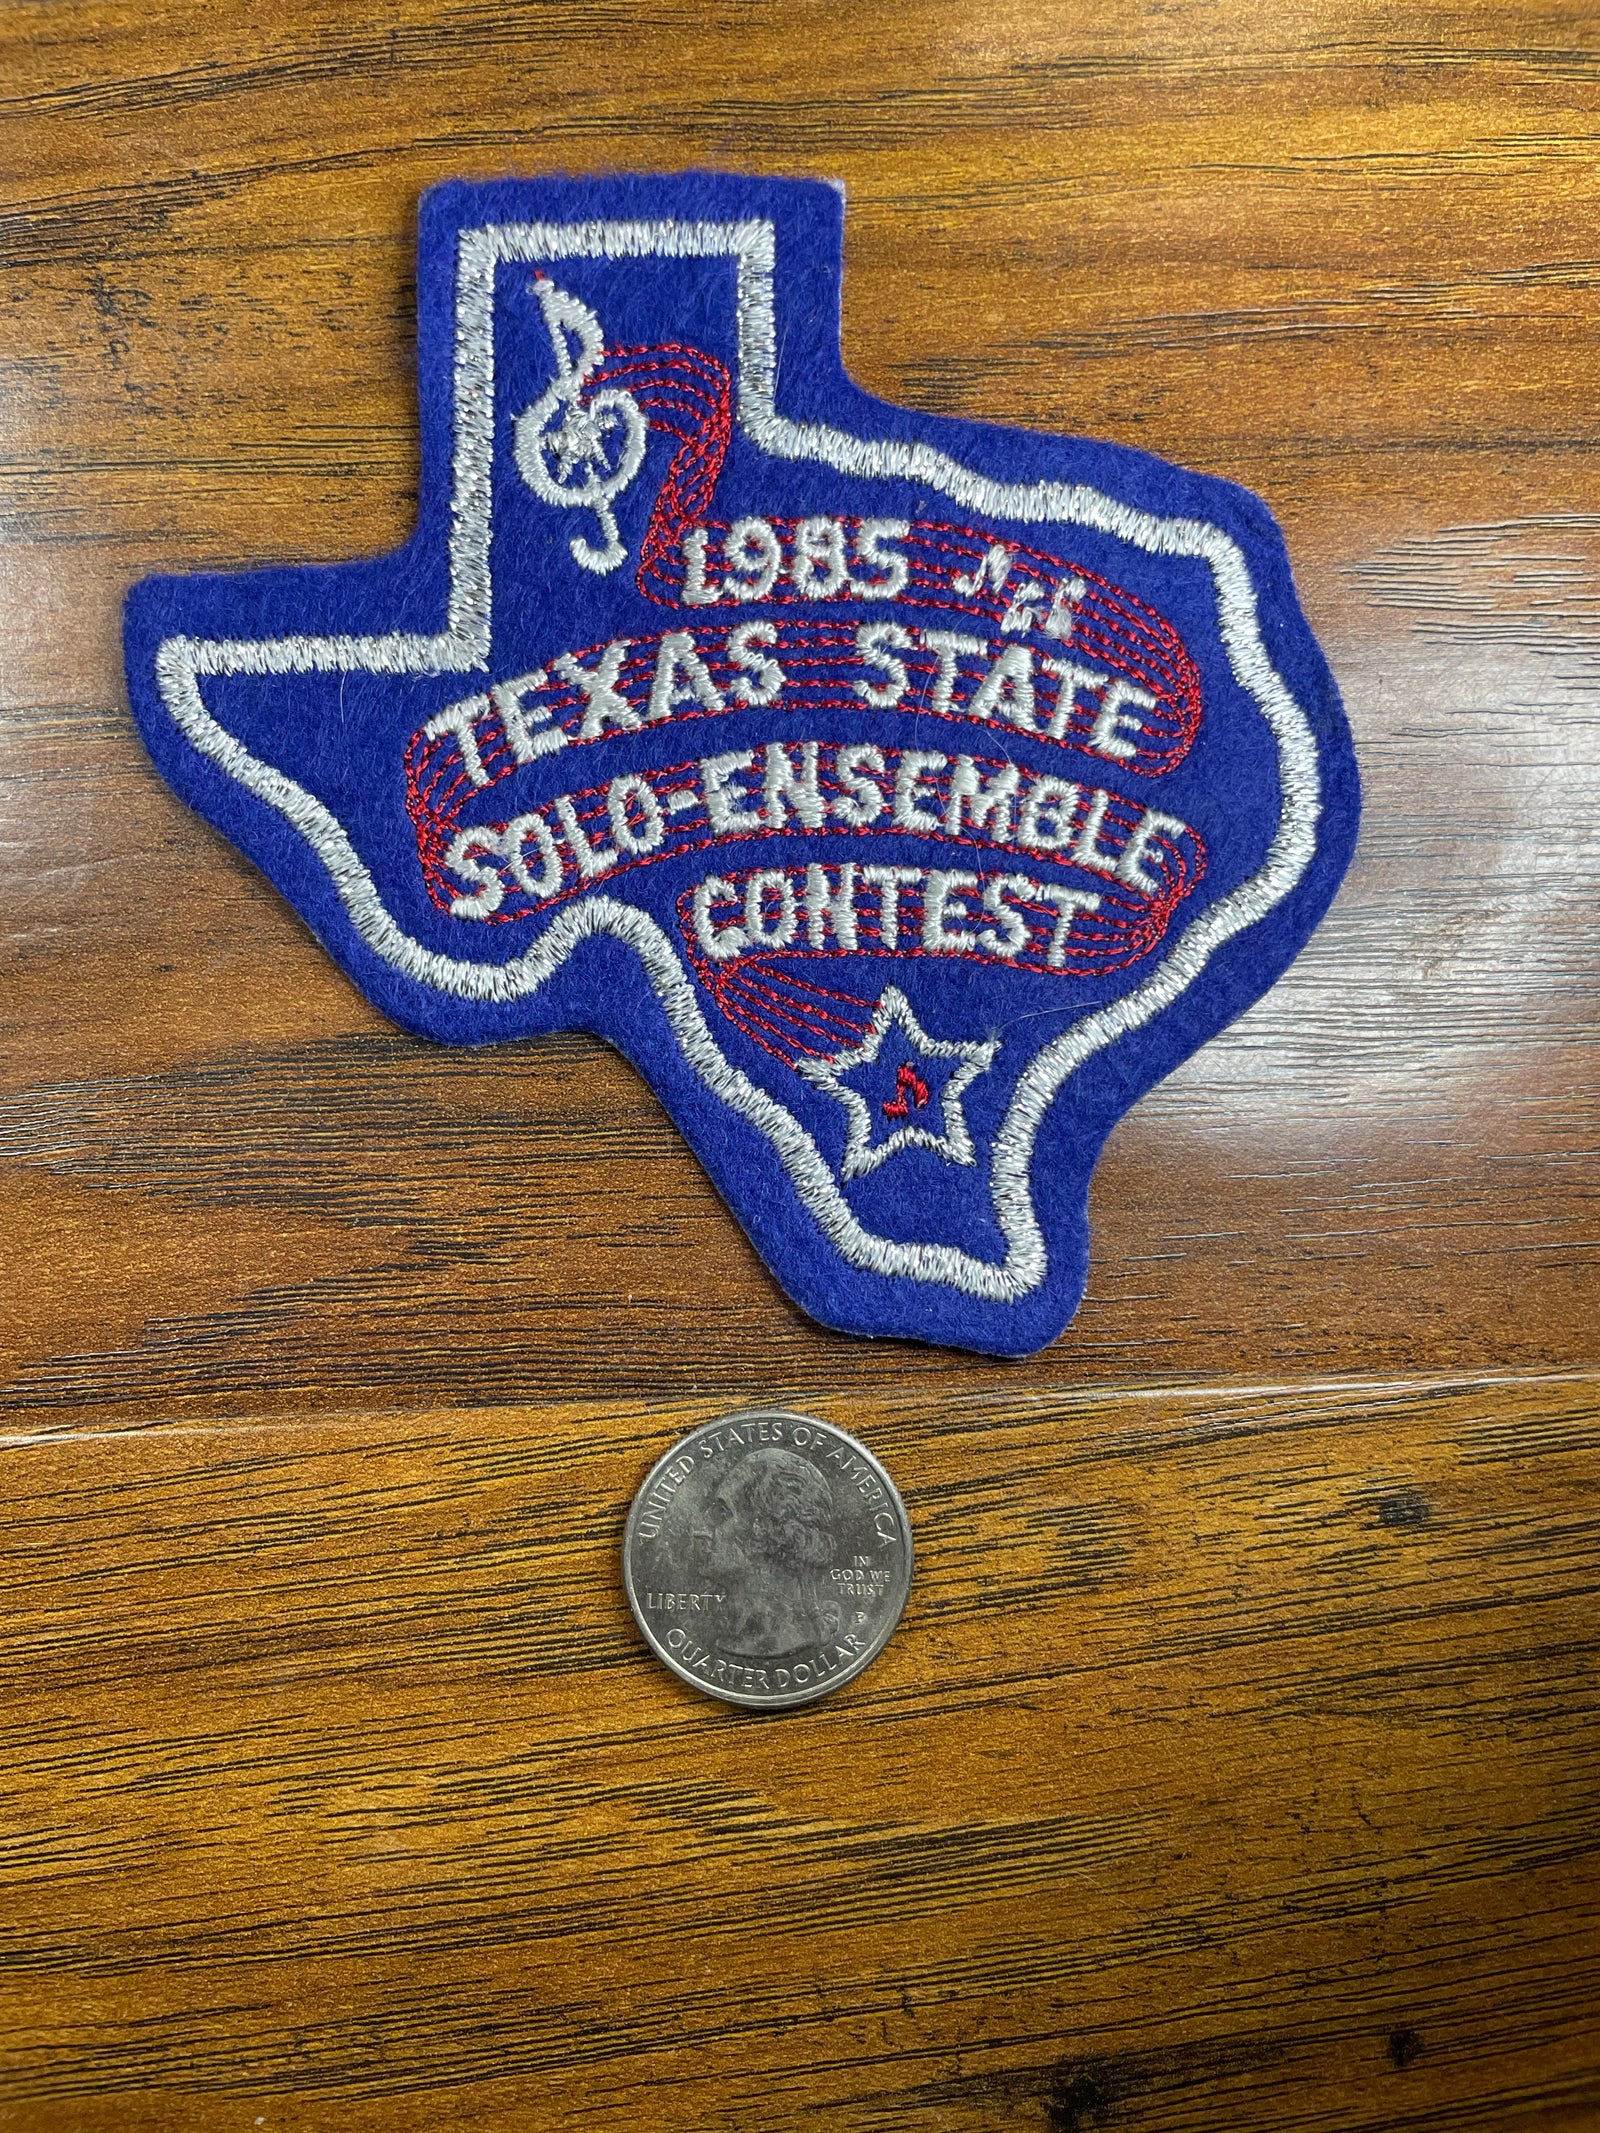 1985
TEXAS STATE
SOLO-ENSEMBLE
CONTEST
UNITED STATES OF AMERICA
IN
GOD WE
TRUST
LIBERTY
P
QUARTER DOLLAR